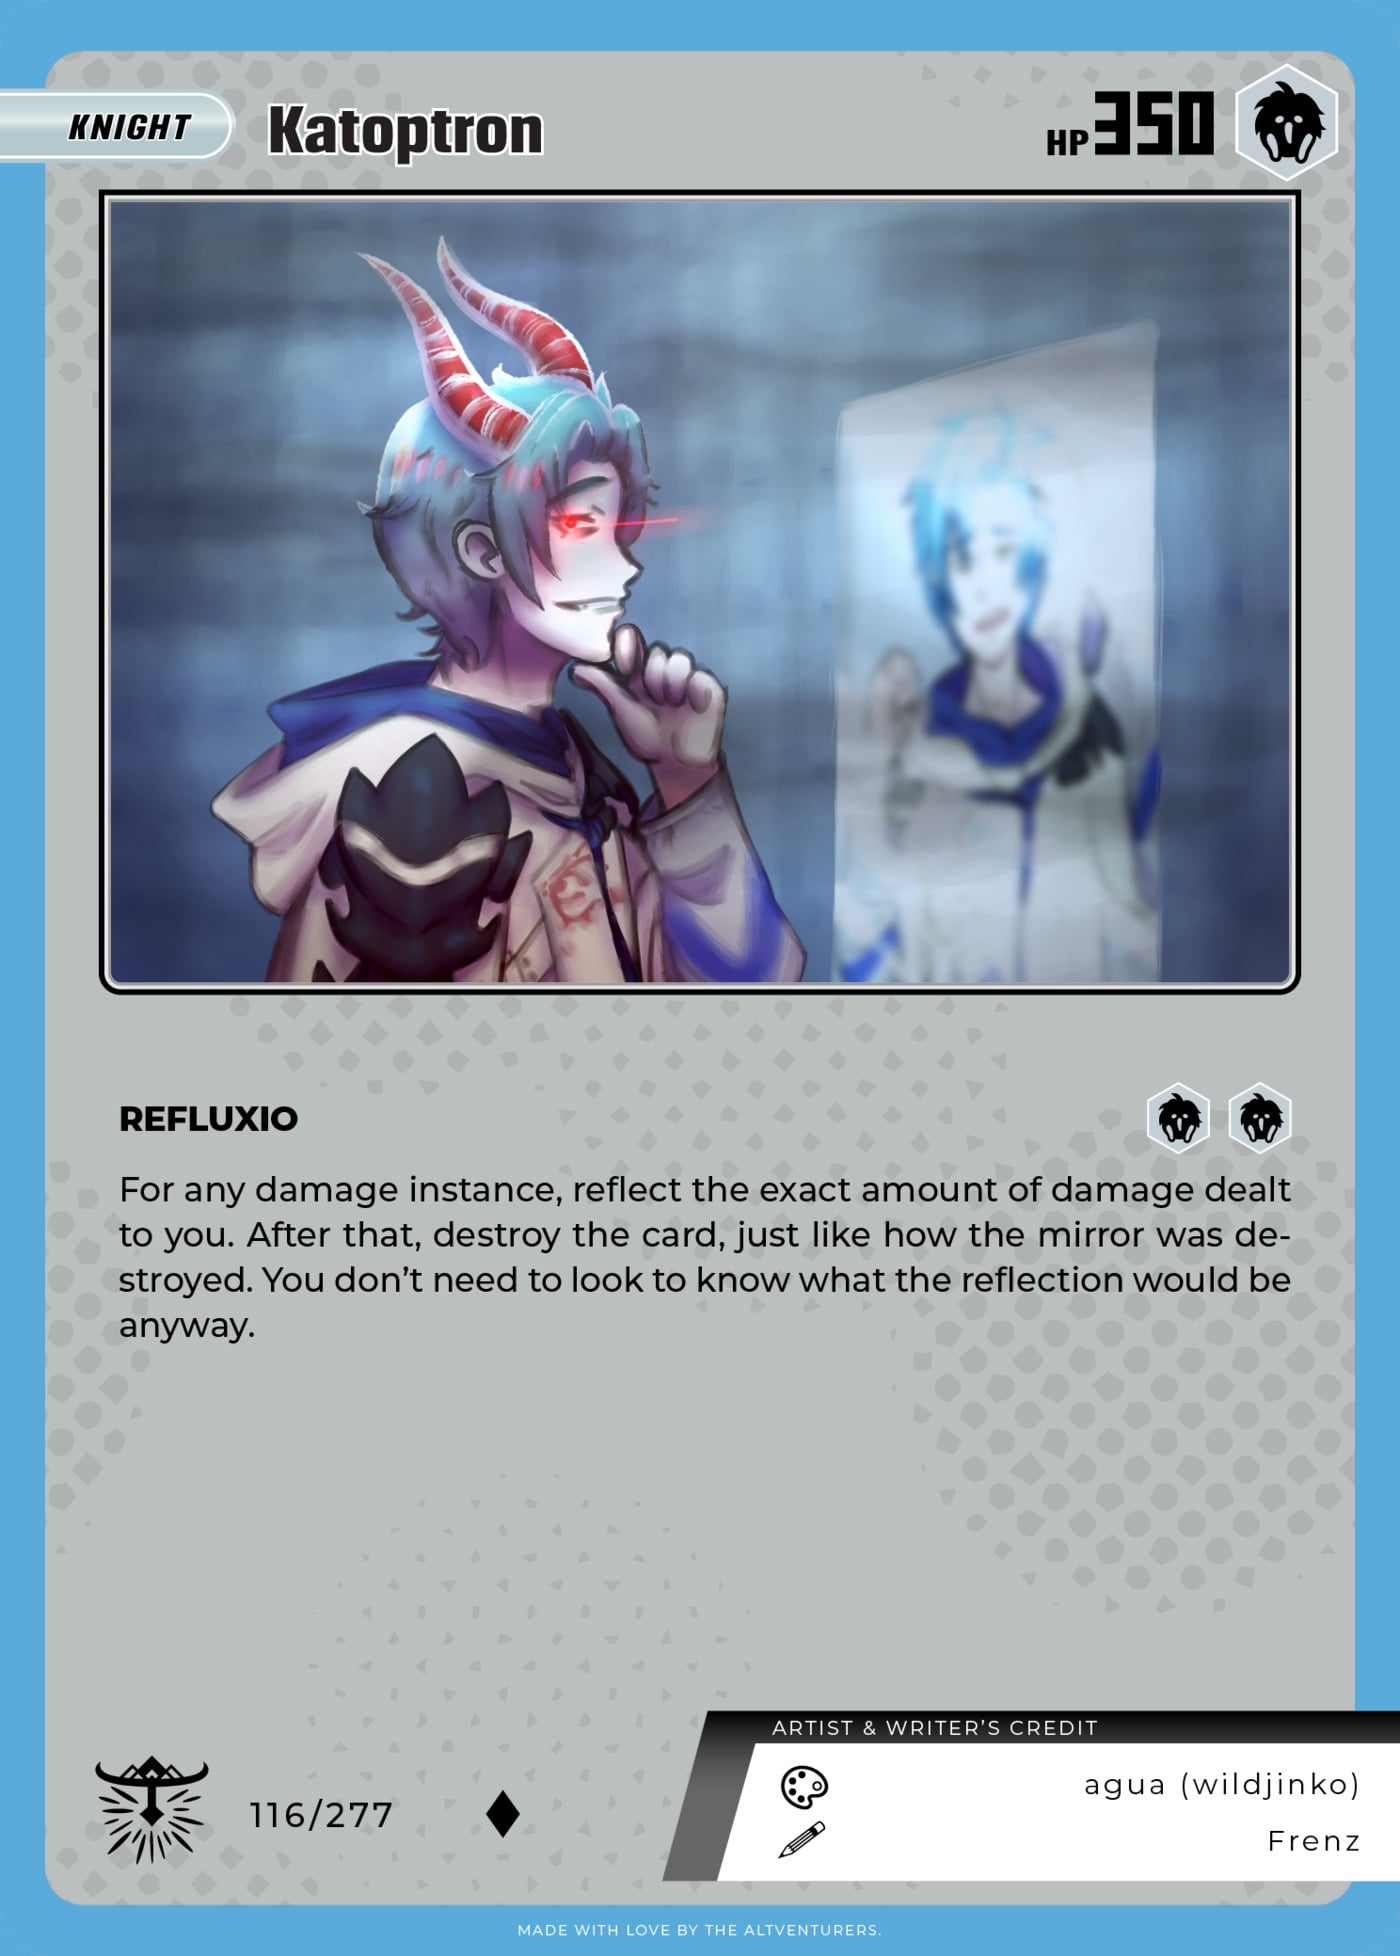 KNIGHT
Katoptron
HP 350
REFLUXIO
For any damage instance, reflect the exact amount of damage dealt
to you. After that, destroy the card, just like how the mirror was de-
stroyed. You don’t need to look to know what the reflection would be
anyway.
ARTIST & WRITER’S CREDIT
agua (wildjinko)
Frenz
116/277
MADE WITH LOVE BY THE ALTVENTURERS.